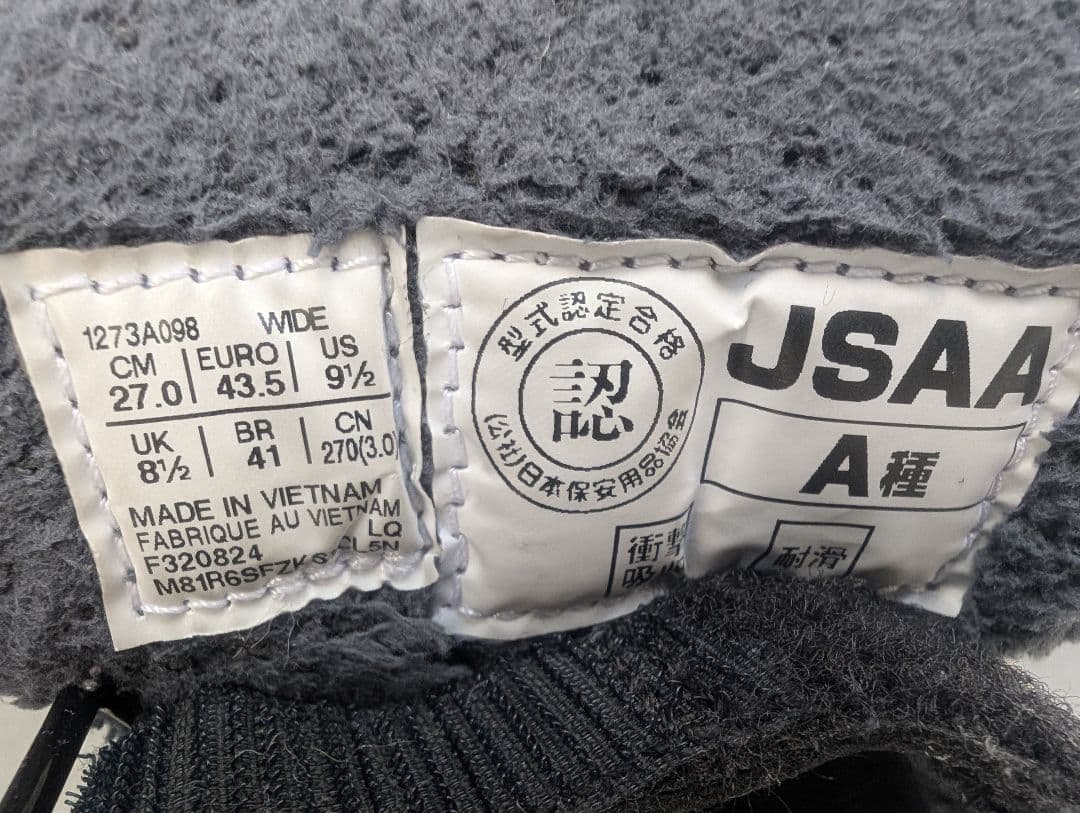 1273A098 WIDE
CM EURO US
27.0 43.5 9½
UK BR CN
8½ 41 270(3.0)
MADE IN VIETNAM
FABRIQUE AU VIETNAM
LQ
F320824
型式認定合格
認
(公社)日本保安用品協会
JSAA
A種
耐滑